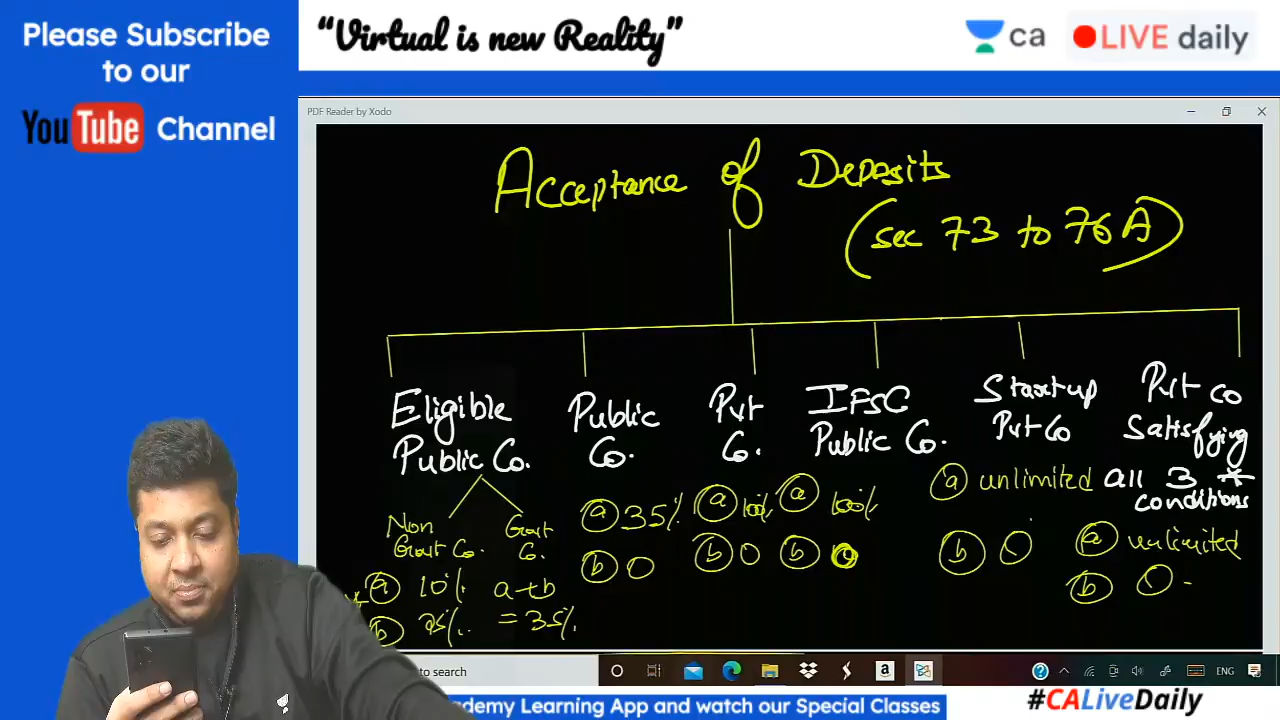 Please Subscribe
to our
YouTube Channel
“Virtual is new Reality”
ca
LIVE daily
PDF Reader by Xodo
Acceptance of Deposits
(sec 73 to 76A)
Eligible
Public Co.
Non
Govt Co.
a 10%
b 25%.
Govt
Co.
a+b
= 35%.
Public
Co.
a 35%
b 0
Pvt
Co.
a 100%
b 0
IFSC
Public Co.
a 100%
b 0
Startup
Pvt Co
a unlimited
b 0
Pvt co
Satisfying
all 3 *
conditions
a unlimited
b 0
to search
ENG
ademy Learning App and watch our Special Classes
#CALiveDaily